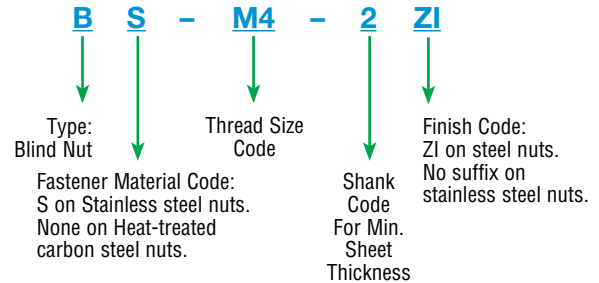 B S – M4 – 2 ZI
Type:
Blind Nut
Fastener Material Code:
S on Stainless steel nuts.
None on Heat-treated
carbon steel nuts.
Thread Size
Code
Shank
Code
For Min.
Sheet
Thickness
Finish Code:
ZI on steel nuts.
No suffix on
stainless steel nuts.